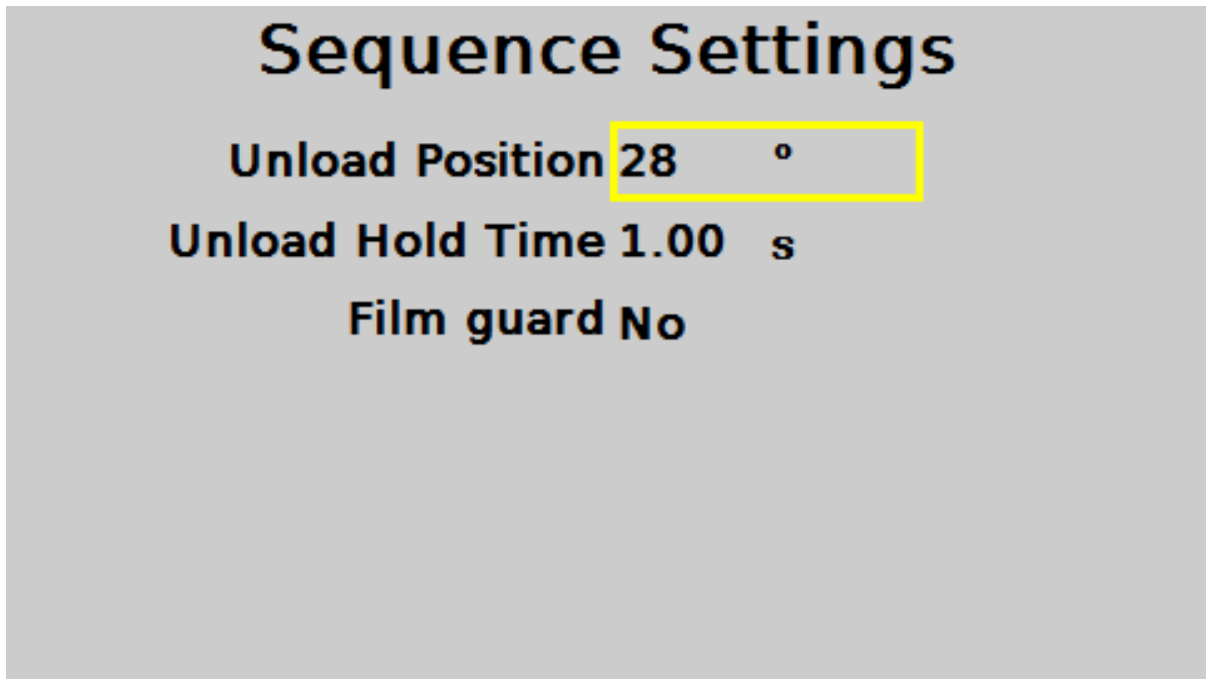 Sequence Settings
Unload Position 28 º
Unload Hold Time 1.00 s
Film guard No